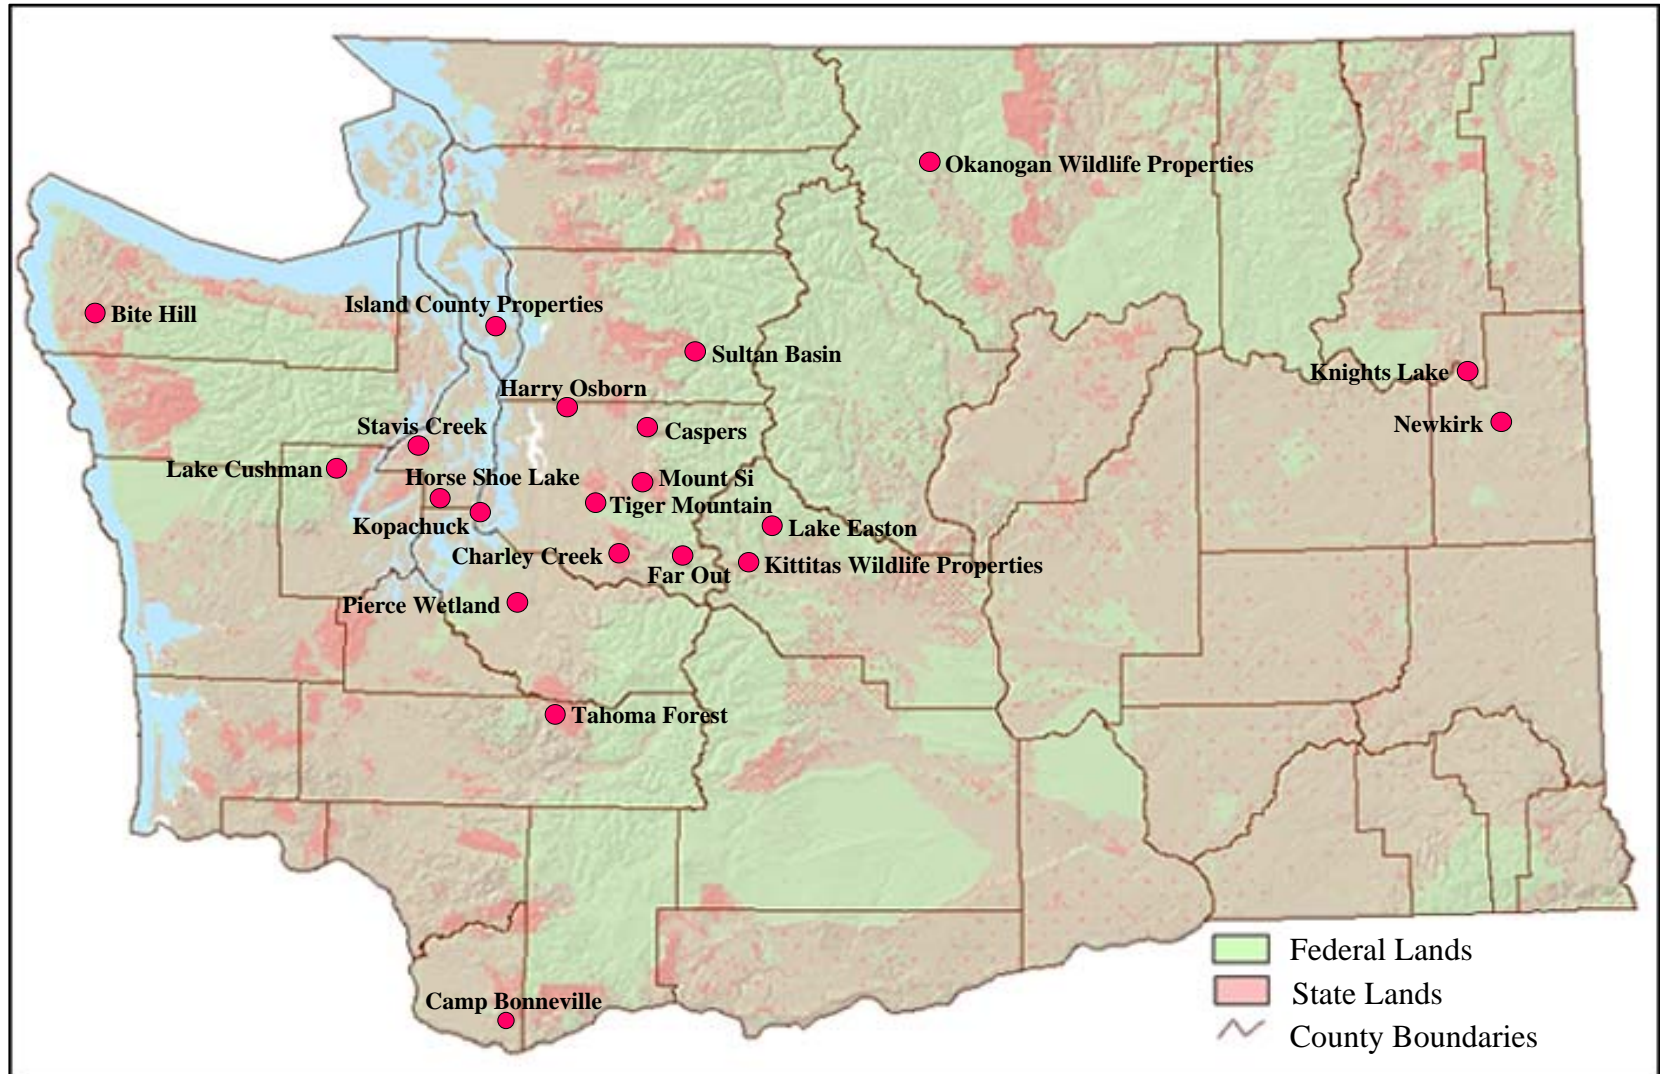 Okanogan Wildlife Properties
Island County Properties
Bite Hill
Sultan Basin
Knights Lake
Harry Osborn
Newkirk
Stavis Creek
Caspers
Lake Cushman
Horse Shoe Lake
Mount Si
Tiger Mountain
Kopachuck
Lake Easton
Charley Creek
Far Out
Kittitas Wildlife Properties
Pierce Wetland
Tahoma Forest
Camp Bonneville
Federal Lands
State Lands
County Boundaries